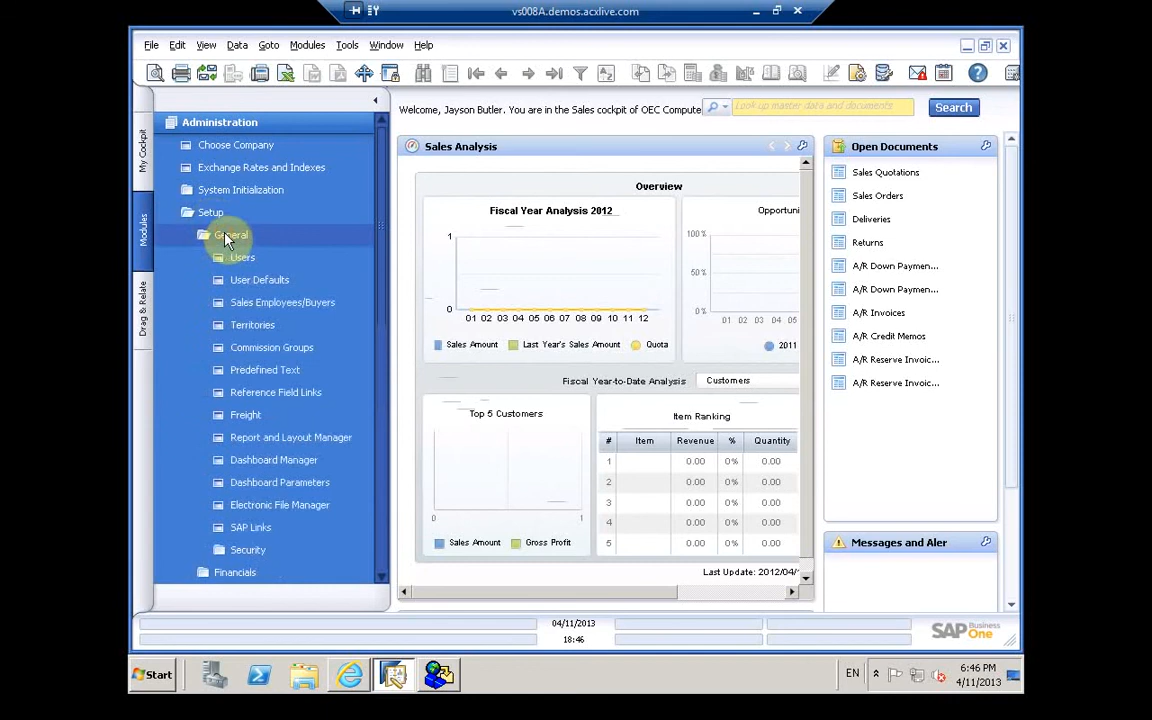 vs008A.demos.acxlive.com
File Edit View Data Goto Modules Tools Window Help
Welcome, Jayson Butler. You are in the Sales cockpit of OEC Compute
Look up master data and documents
Search
My Cockpit
Modules
Drag & Relate
Administration
Choose Company
Exchange Rates and Indexes
System Initialization
Setup
General
Users
User Defaults
Sales Employees/Buyers
Territories
Commission Groups
Predefined Text
Reference Field Links
Freight
Report and Layout Manager
Dashboard Manager
Dashboard Parameters
Electronic File Manager
SAP Links
Security
Financials
Sales Analysis
Overview
Fiscal Year Analysis 2012
1
0
01 02 03 04 05 06 07 08 09 10 11 12
Sales Amount Last Year's Sales Amount Quota
Opportuni
100%
50%
0%
01 02 03 04 05
2011
Fiscal Year-to-Date Analysis Customers
Top 5 Customers
0 1
Sales Amount Gross Profit
Item Ranking
# Item Revenue % Quantity
1 0.00 0% 0.00
2 0.00 0% 0.00
3 0.00 0% 0.00
4 0.00 0% 0.00
5 0.00 0% 0.00
Last Update: 2012/04/
Open Documents
Sales Quotations
Sales Orders
Deliveries
Returns
A/R Down Paymen...
A/R Down Paymen...
A/R Invoices
A/R Credit Memos
A/R Reserve Invoic...
A/R Reserve Invoic...
Messages and Aler
04/11/2013
18:46
SAP Business One
Start
EN
6:46 PM
4/11/2013